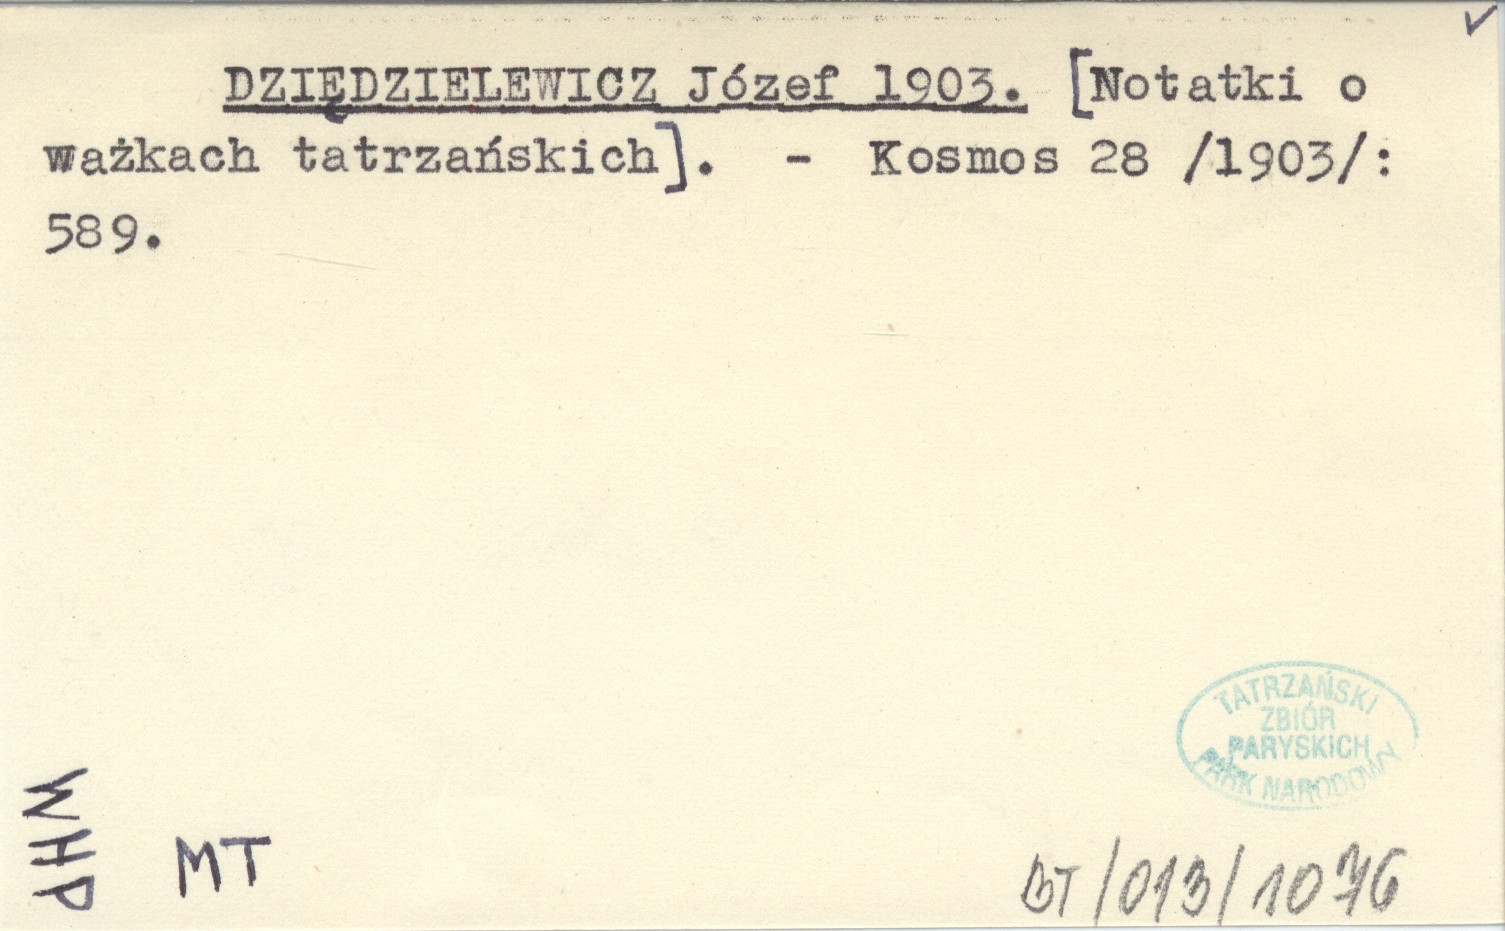 DZIĘDZIELEWICZ Józef 1903. [Notatki o
ważkach tatrzańskich]. - Kosmos 28 /1903/:
589.
TATRZAŃSKI
ZBIÓR
PARYSKICH
PARK NARODOWY
WHP
MT
BT/013/1076